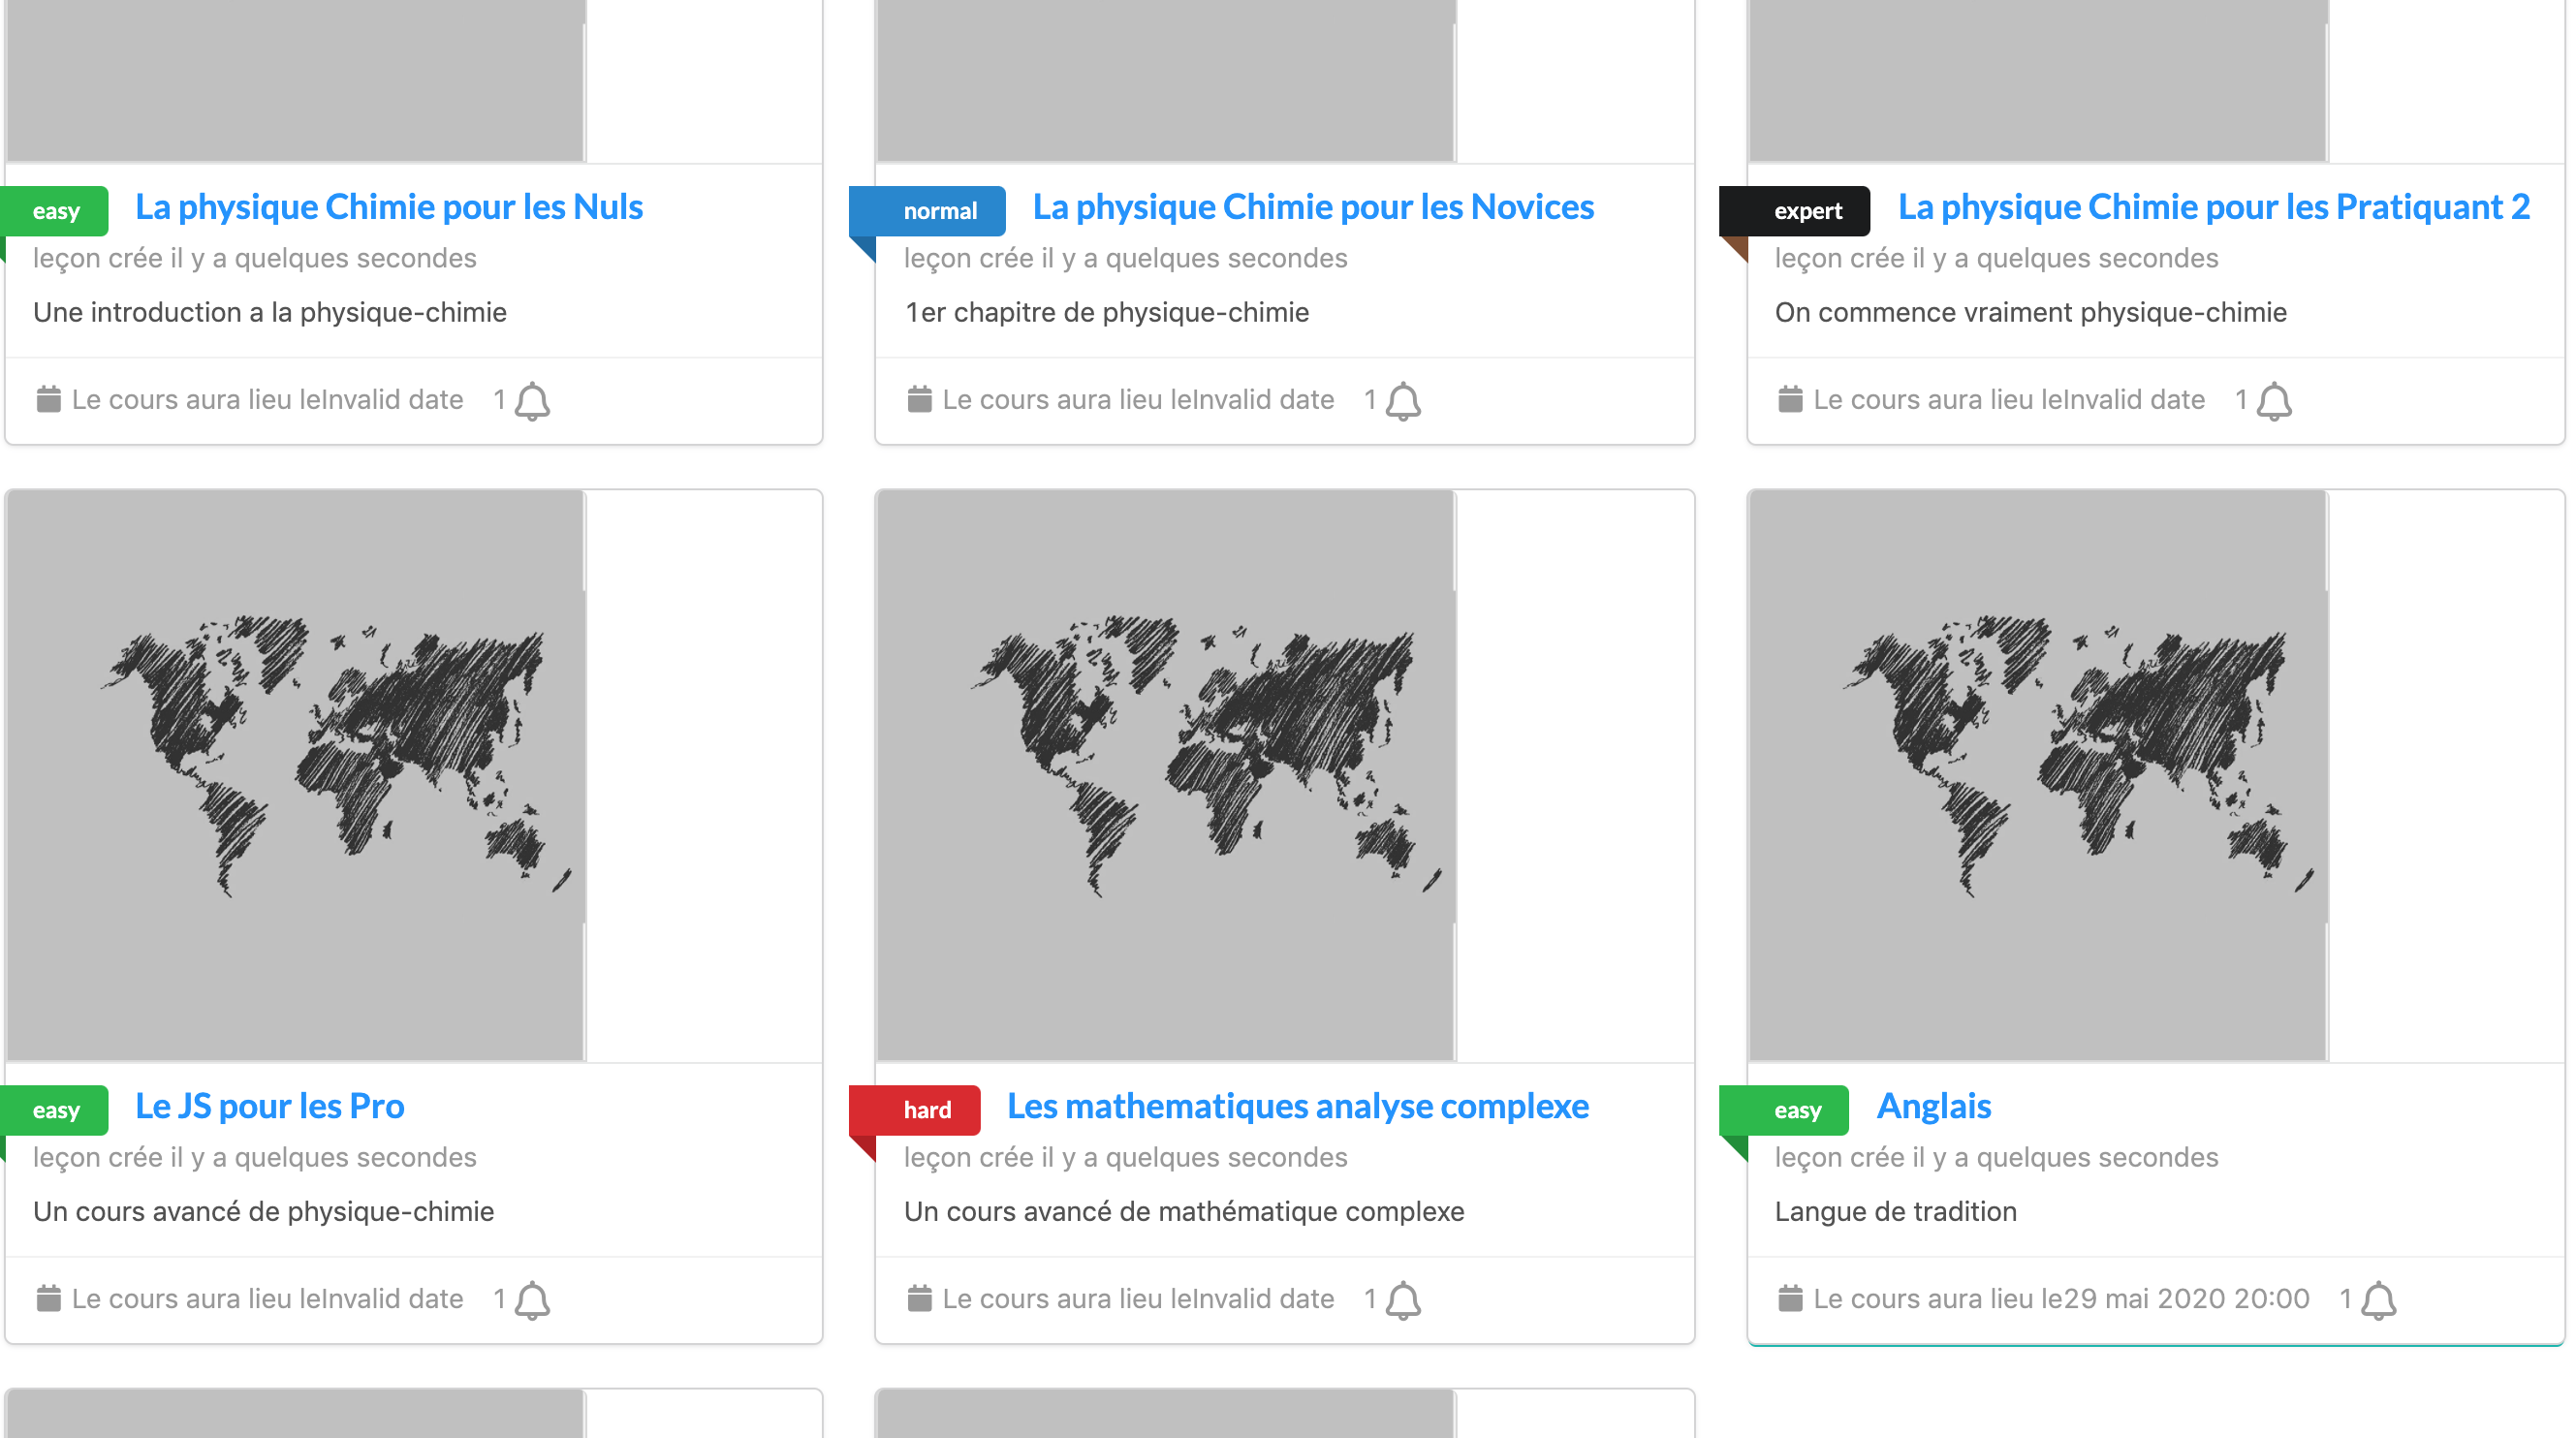 easy La physique Chimie pour les Nuls
leçon crée il y a quelques secondes
Une introduction a la physique-chimie
Le cours aura lieu leInvalid date 1
normal La physique Chimie pour les Novices
leçon crée il y a quelques secondes
1er chapitre de physique-chimie
Le cours aura lieu leInvalid date 1
expert La physique Chimie pour les Pratiquant 2
leçon crée il y a quelques secondes
On commence vraiment physique-chimie
Le cours aura lieu leInvalid date 1
easy Le JS pour les Pro
leçon crée il y a quelques secondes
Un cours avancé de physique-chimie
Le cours aura lieu leInvalid date 1
hard Les mathematiques analyse complexe
leçon crée il y a quelques secondes
Un cours avancé de mathématique complexe
Le cours aura lieu leInvalid date 1
easy Anglais
leçon crée il y a quelques secondes
Langue de tradition
Le cours aura lieu le29 mai 2020 20:00 1